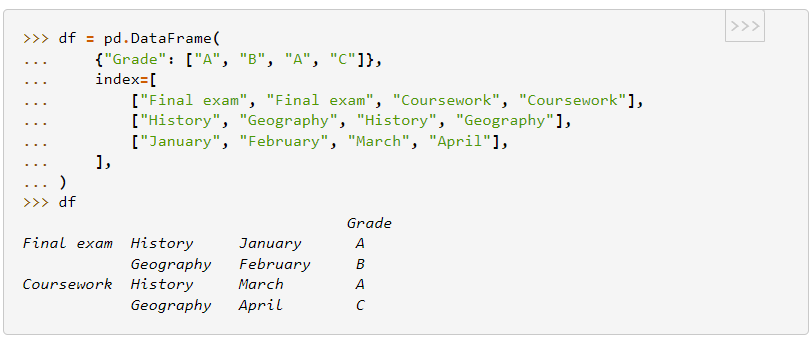 >>>
>>> df = pd.DataFrame(
...     {"Grade": ["A", "B", "A", "C"]},
...     index=[
...         ["Final exam", "Final exam", "Coursework", "Coursework"],
...         ["History", "Geography", "History", "Geography"],
...         ["January", "February", "March", "April"],
...     ],
... )
>>> df
                                    Grade
Final exam  History     January      A
            Geography   February     B
Coursework  History     March        A
            Geography   April        C